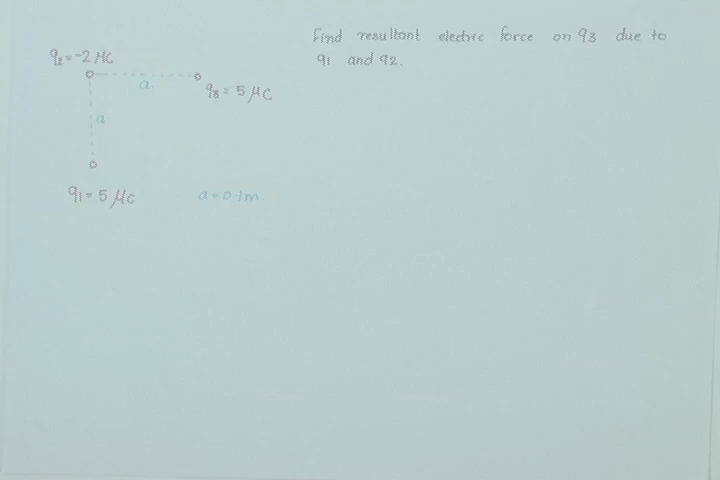 Find resultant electric force on q3 due to
q1 and q2.
q2 = -2 μC
a
q3 = 5 μC
a
q1 = 5 μC
a = 0.1m.